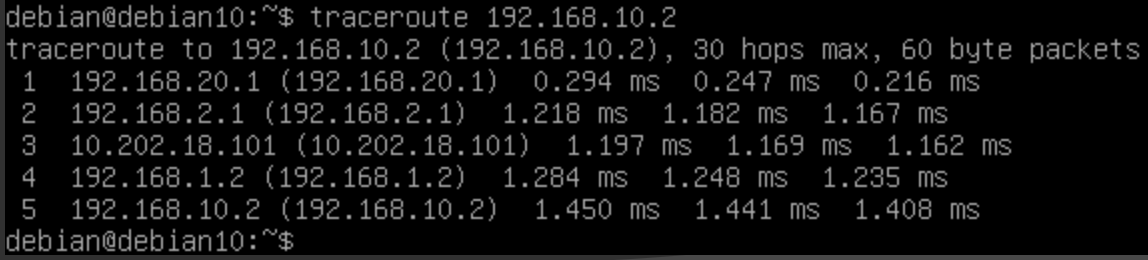 debian@debian10:~$ traceroute 192.168.10.2
traceroute to 192.168.10.2 (192.168.10.2), 30 hops max, 60 byte packets
 1  192.168.20.1 (192.168.20.1)  0.294 ms  0.247 ms  0.216 ms
 2  192.168.2.1 (192.168.2.1)  1.218 ms  1.182 ms  1.167 ms
 3  10.202.18.101 (10.202.18.101)  1.197 ms  1.169 ms  1.162 ms
 4  192.168.1.2 (192.168.1.2)  1.284 ms  1.248 ms  1.235 ms
 5  192.168.10.2 (192.168.10.2)  1.450 ms  1.441 ms  1.408 ms
debian@debian10:~$